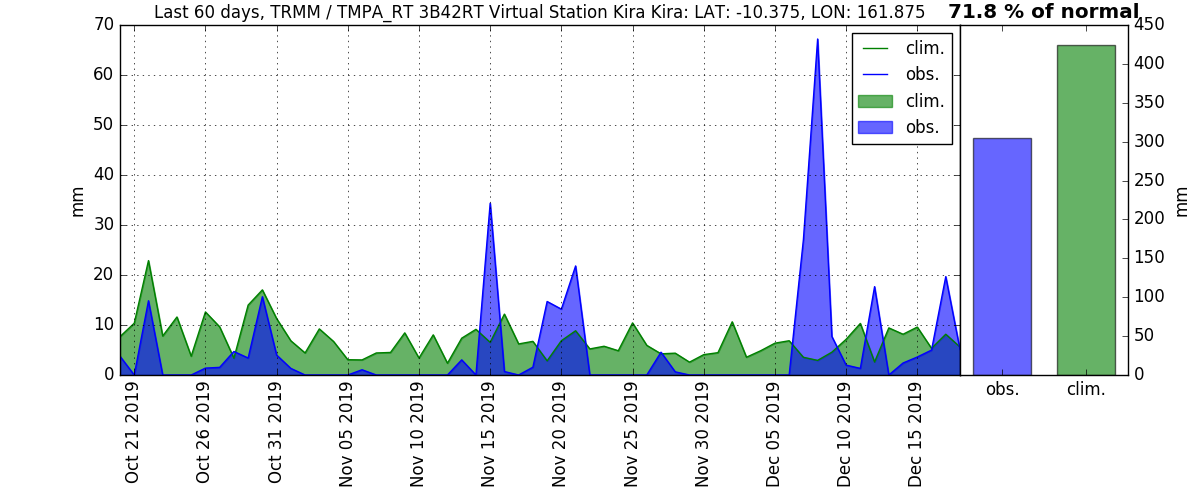 Last 60 days, TRMM / TMPA_RT 3B42RT Virtual Station Kira Kira: LAT: -10.375, LON: 161.875
71.8 % of normal
70
60
50
40
30
20
10
0
mm
clim.
obs.
clim.
obs.
Oct 21 2019
Oct 26 2019
Oct 31 2019
Nov 05 2019
Nov 10 2019
Nov 15 2019
Nov 20 2019
Nov 25 2019
Nov 30 2019
Dec 05 2019
Dec 10 2019
Dec 15 2019
450
400
350
300
250
200
150
100
50
0
mm
obs.
clim.